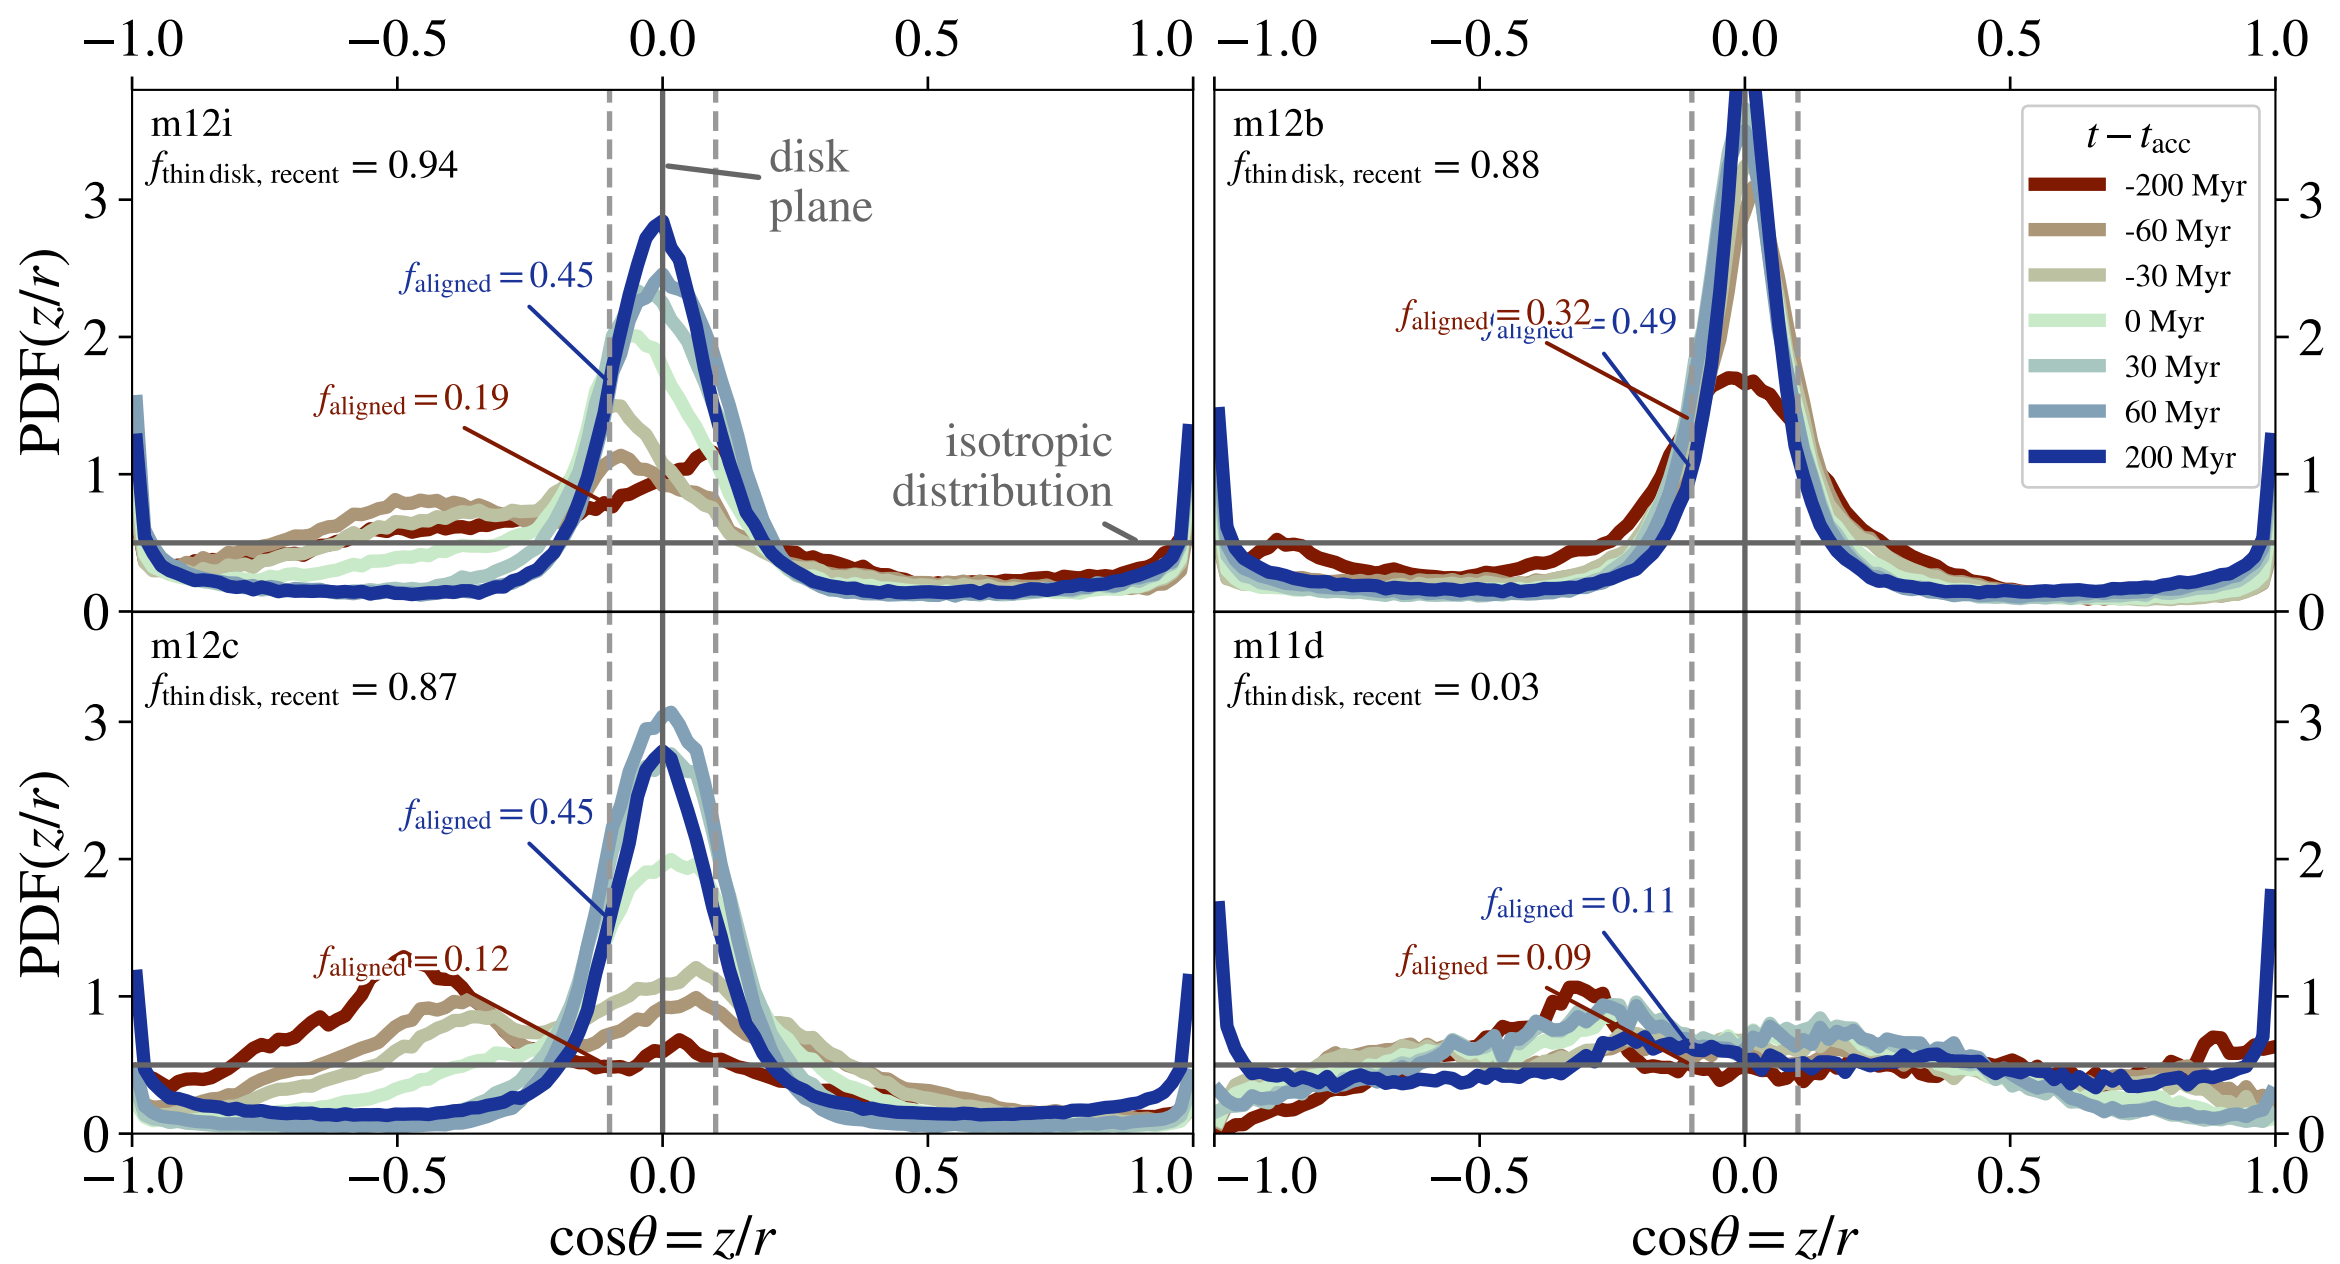 −1.0 −0.5 0.0 0.5 1.0 −1.0 −0.5 0.0 0.5 1.0
m12i
f_thin disk, recent = 0.94
disk
plane
f_aligned = 0.45
f_aligned = 0.19
isotropic
distribution
PDF(z/r)
3
2
1
0
m12b
f_thin disk, recent = 0.88
f_aligned = 0.32
f_aligned = 0.49
t − t_acc
-200 Myr
-60 Myr
-30 Myr
0 Myr
30 Myr
60 Myr
200 Myr
3
2
1
0
m12c
f_thin disk, recent = 0.87
f_aligned = 0.45
f_aligned = 0.12
PDF(z/r)
3
2
1
0
m11d
f_thin disk, recent = 0.03
f_aligned = 0.11
f_aligned = 0.09
3
2
1
0
−1.0 −0.5 0.0 0.5 1.0 −1.0 −0.5 0.0 0.5 1.0
cosθ = z/r cosθ = z/r